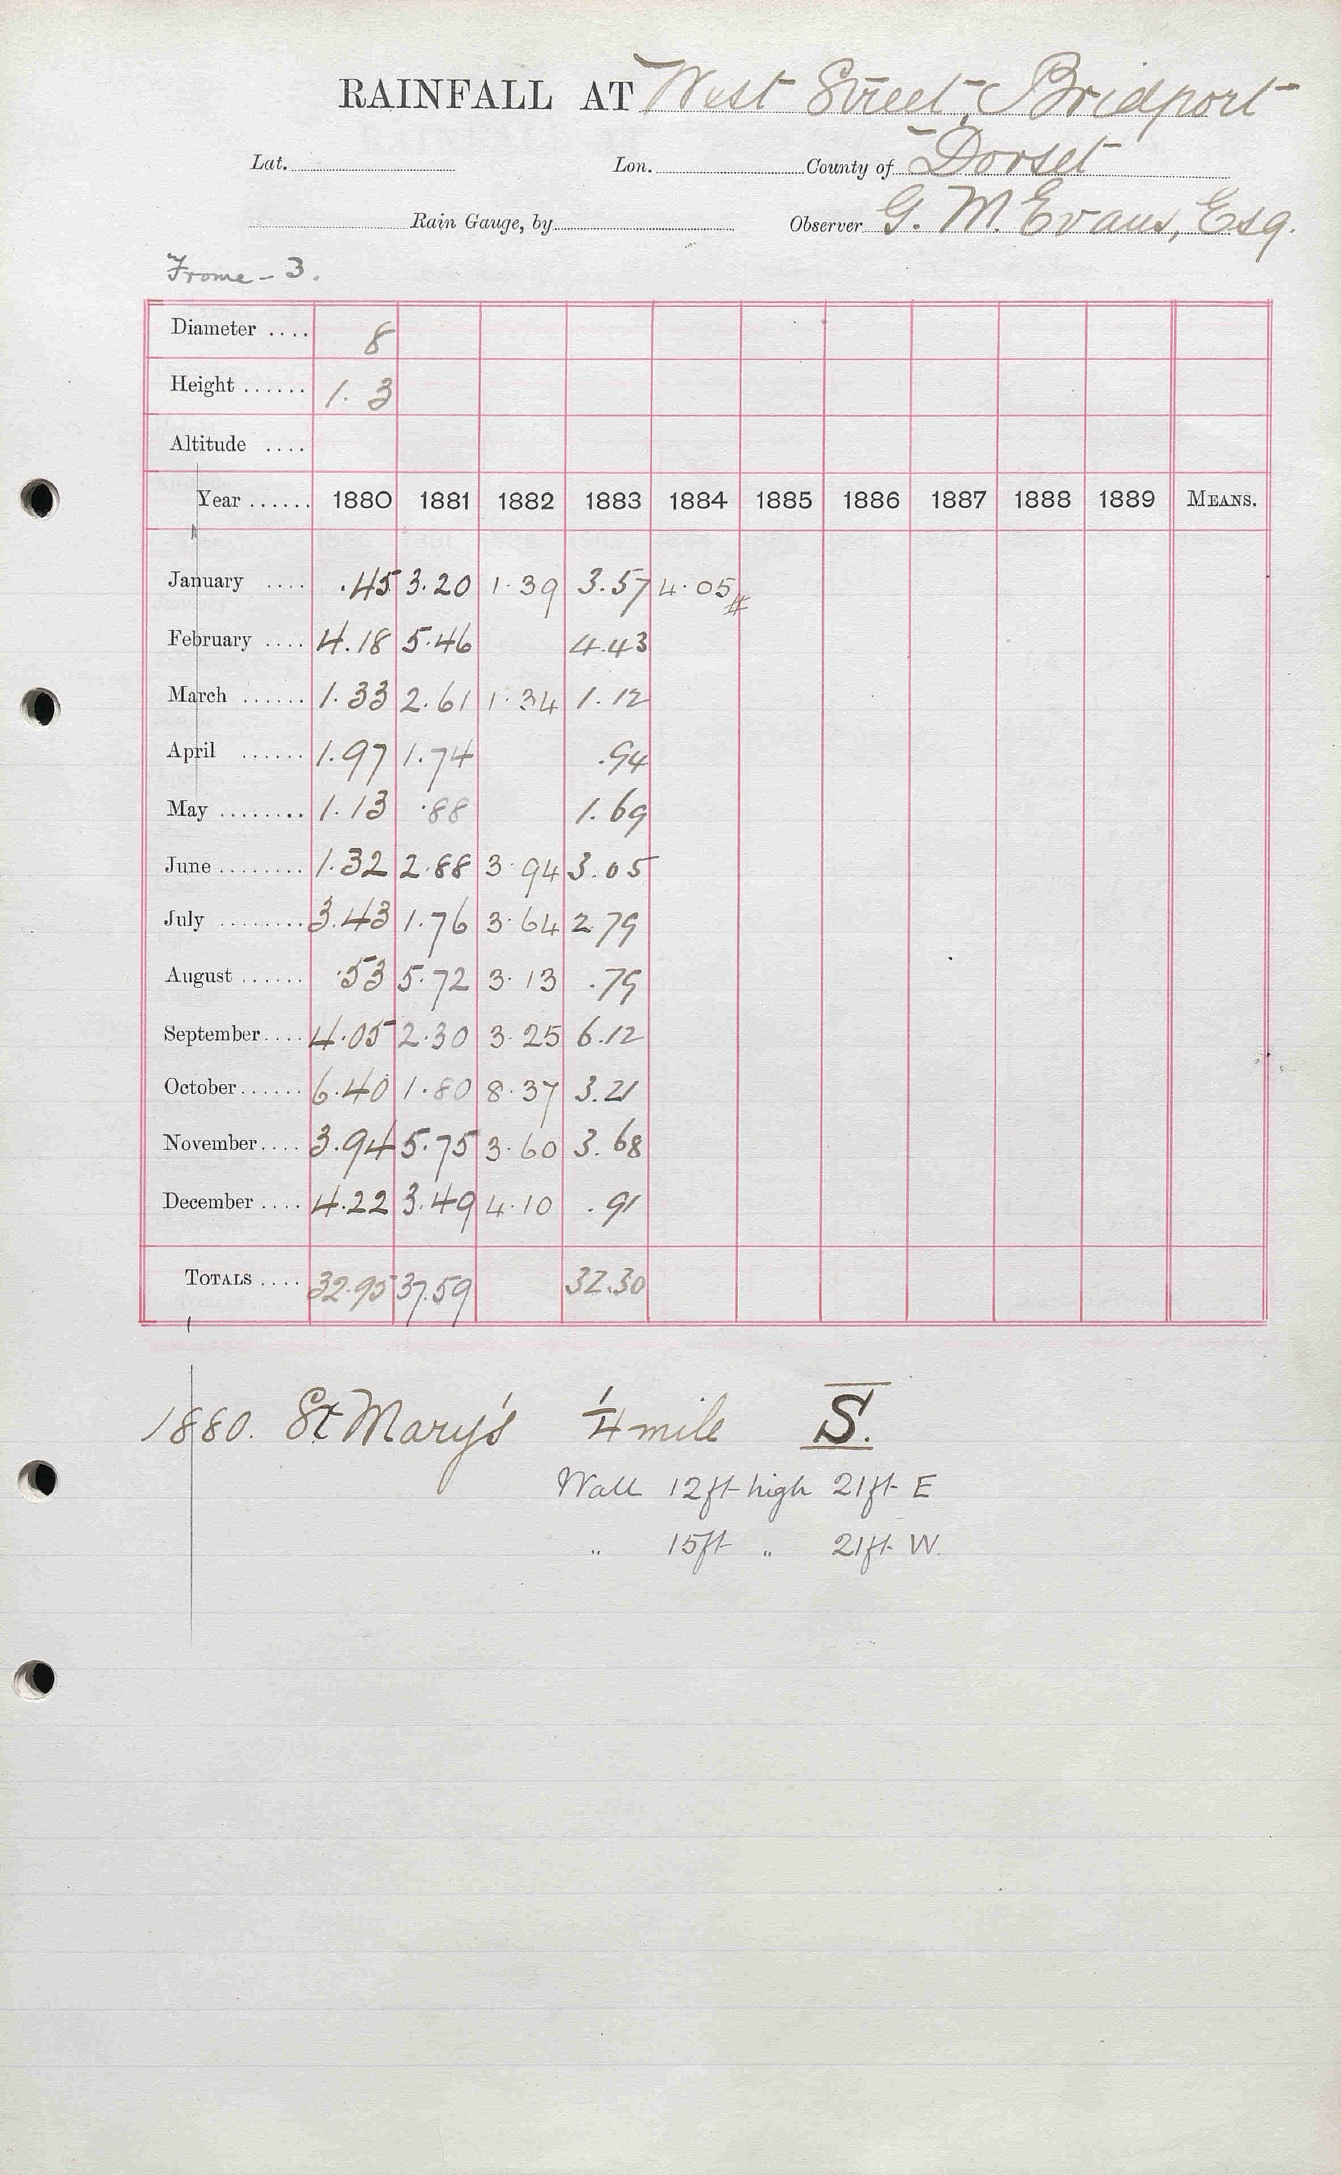 RAINFALL AT West Street, Bridport
Lat. Lon. County of Dorset
Rain Gauge, by Observer G. M. Evans, Esq.
Frome - 3.
Diameter .... 8
Height ...... 1. 3
Altitude ....
Year ...... 1880 1881 1882 1883 1884 1885 1886 1887 1888 1889 MEANS.
January .... .45 3.20 1.39 3.57 4.05
February .... 4.18 5.46 4.43
March ...... 1.33 2.61 1.34 1.12
April ...... 1.97 1.74 .94
May ........ 1.13 .88 1.69
June ........ 1.32 2.88 3.94 3.05
July ........ 3.43 1.76 3.64 2.79
August ...... .53 5.72 3.13 .79
September .... 4.05 2.30 3.25 6.12
October ...... 6.40 1.80 8.37 3.21
November .... 3.94 5.75 3.60 3.68
December .... 4.22 3.49 4.10 .91
TOTALS .... 32.95 37.59 32.30
1880. St Mary's 1/4 mile S.
Wall 12ft high 21ft E
" 15ft " 21ft W.